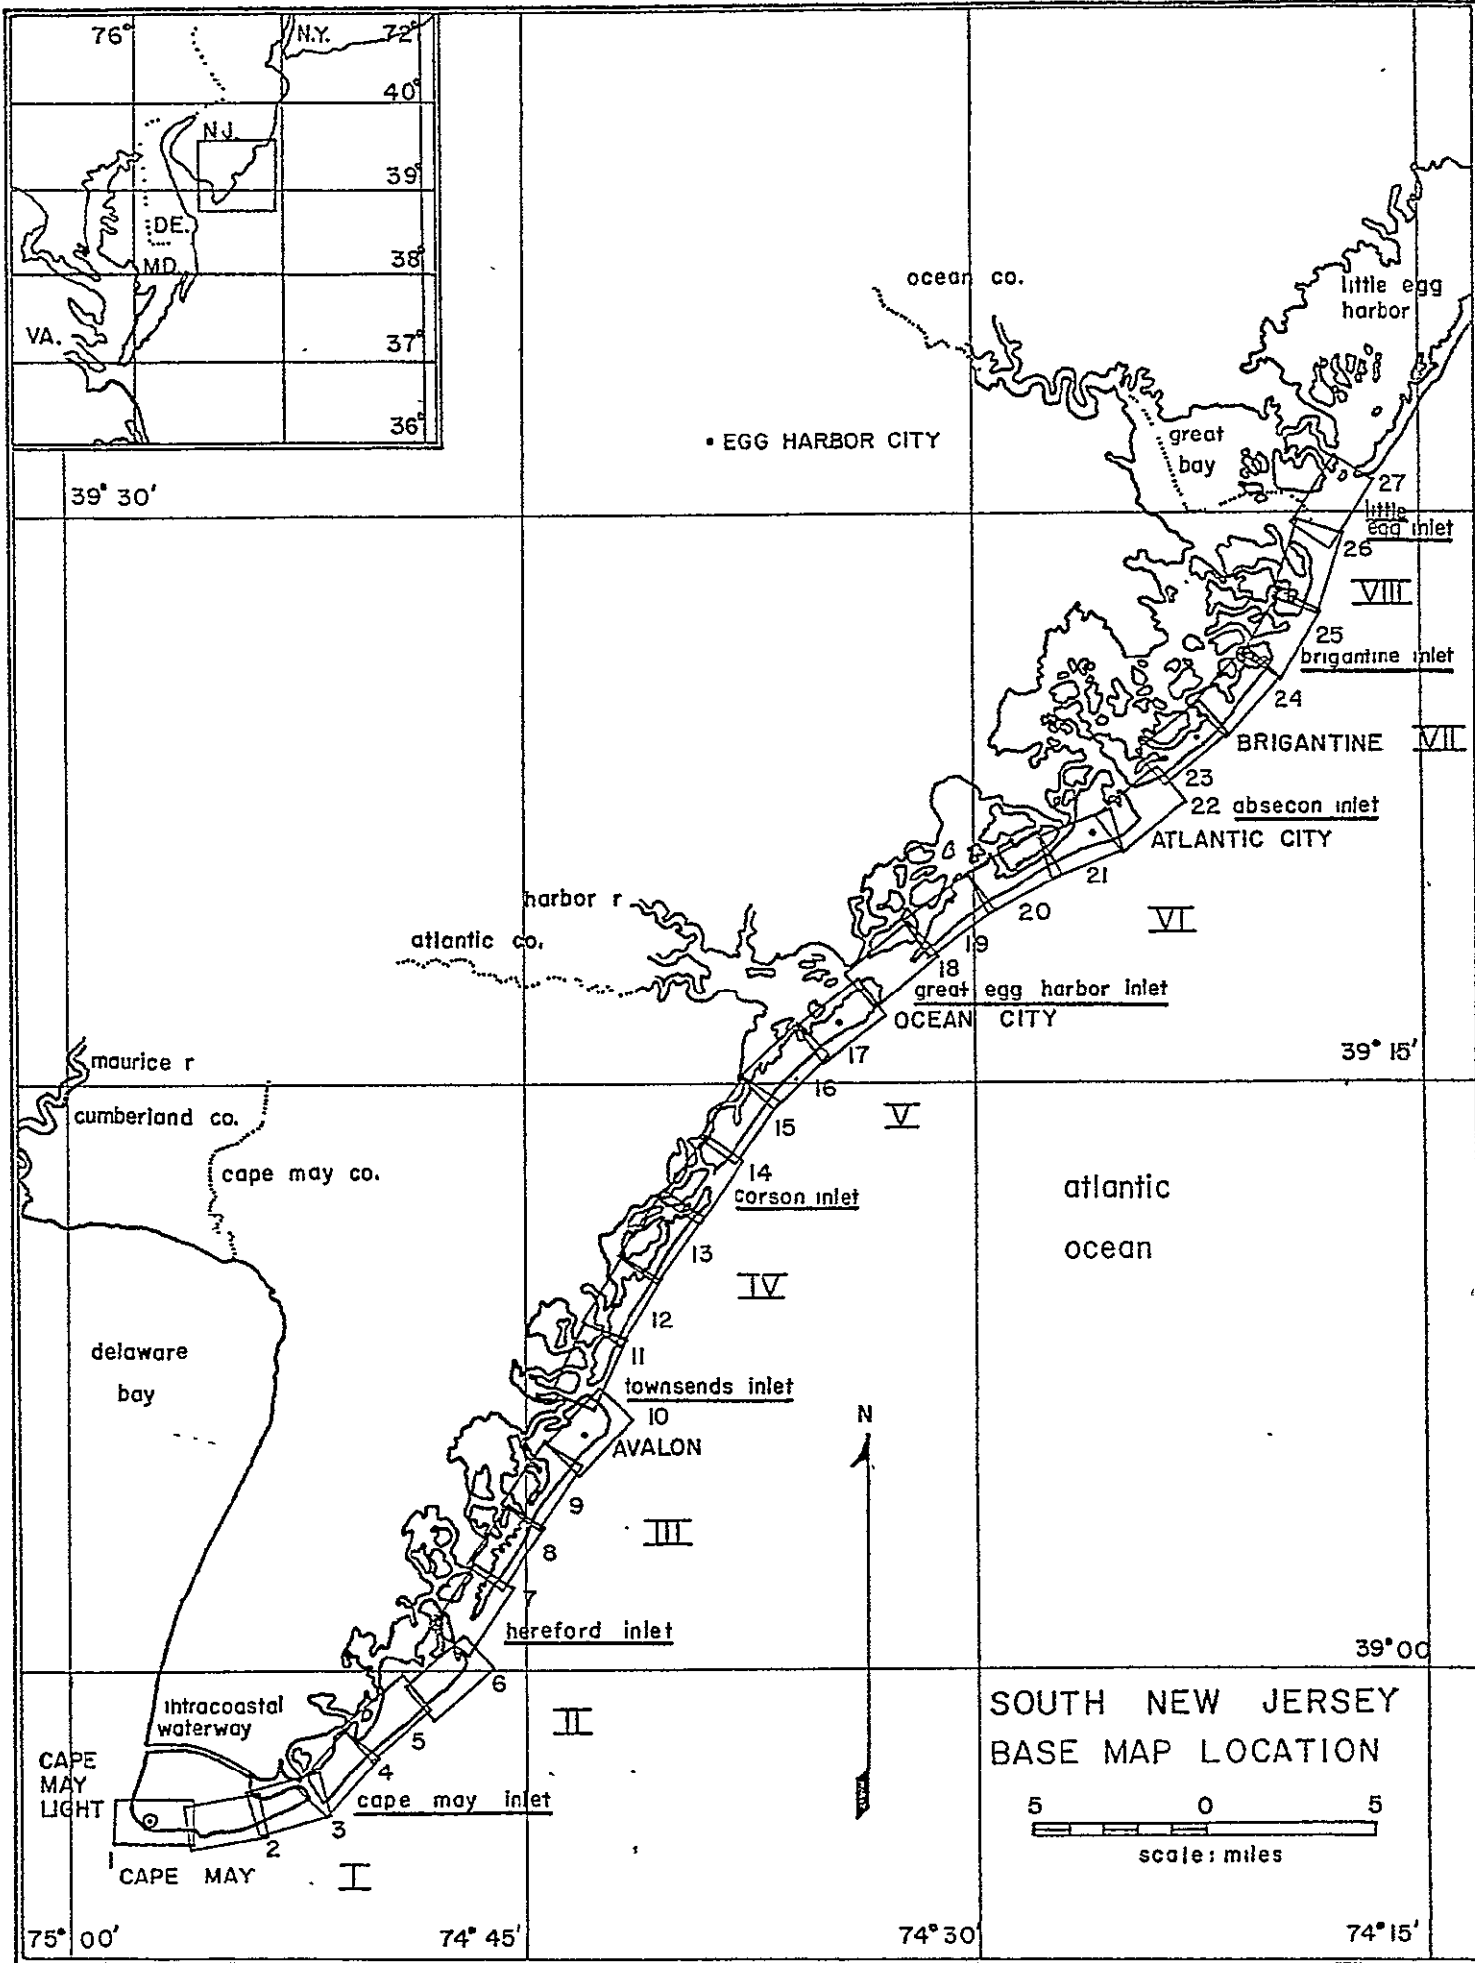 76°
N.Y.
72°
40°
N.J.
39°
DE.
38°
MD.
VA.
37°
36°
ocean co.
little egg
harbor
• EGG HARBOR CITY
great
bay
39° 30'
27
little
egg inlet
26
VIII
25
brigantine inlet
24
BRIGANTINE
VII
23
22
absecon inlet
ATLANTIC CITY
21
20
VI
harbor r
atlantic co.
19
18
great egg harbor inlet
OCEAN CITY
17
39° 15'
maurice r
16
cumberland co.
15
V
cape may co.
14
corson inlet
atlantic
ocean
13
IV
12
delaware
bay
11
townsends inlet
10
N
AVALON
9
III
8
7
hereford inlet
39° 00
6
intracoastal
waterway
II
5
SOUTH NEW JERSEY
BASE MAP LOCATION
4
CAPE
MAY
LIGHT
cape may inlet
3
2
1
CAPE MAY
I
5 0 5
scale: miles
75° 00'
74° 45'
74° 30'
74° 15'